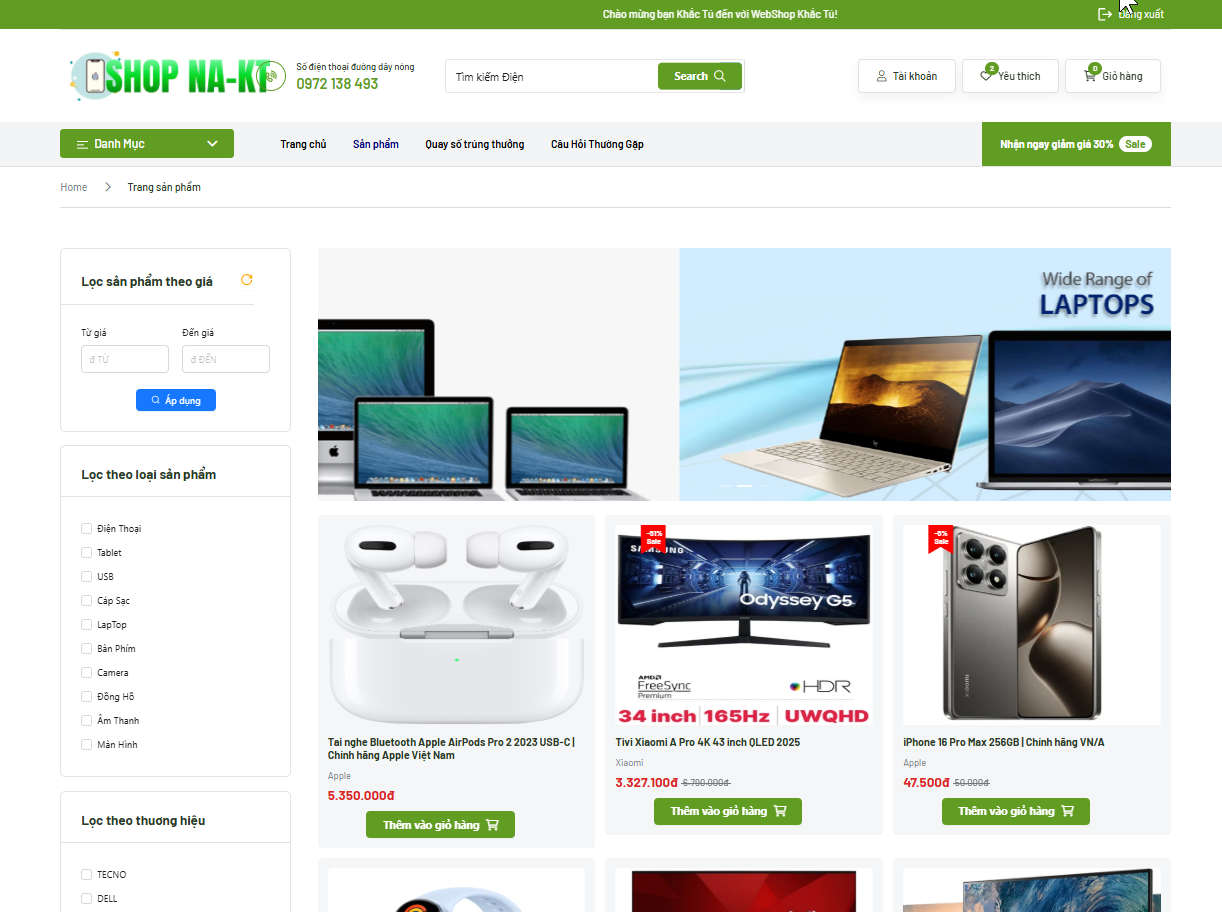 Chào mừng bạn Khắc Tú đến với WebShop Khắc Tú!
Đăng xuất
SHOP NA-KT
Số điện thoại đường dây nóng
0972 138 493
Tìm kiếm Điện
Search
Tài khoản
2
Yêu thích
0
Giỏ hàng
Danh Mục
Trang chủ
Sản phẩm
Quay số trúng thưởng
Câu Hỏi Thường Gặp
Nhận ngay giảm giá 30% Sale
Home > Trang sản phẩm
Lọc sản phẩm theo giá
Từ giá
Đến giá
đ TỪ
đ ĐẾN
Áp dụng
Lọc theo loại sản phẩm
Điện Thoại
Tablet
USB
Cáp Sạc
LapTop
Bàn Phím
Camera
Đồng Hồ
Âm Thanh
Màn Hình
Lọc theo thương hiệu
TECNO
DELL
Wide Range of
LAPTOPS
Tai nghe Bluetooth Apple AirPods Pro 2 2023 USB-C |
Chính hãng Apple Việt Nam
Apple
5.350.000đ
Thêm vào giỏ hàng
-51%
Sale
SAMSUNG
Odyssey G5
AMD
FreeSync
Premium
HDR
34 inch | 165Hz | UWQHD
Tivi Xiaomi A Pro 4K 43 inch QLED 2025
Xiaomi
3.327.100đ 6.790.000đ
Thêm vào giỏ hàng
-5%
Sale
XIAOMI
iPhone 16 Pro Max 256GB | Chính hãng VN/A
Apple
47.500đ 50.000đ
Thêm vào giỏ hàng